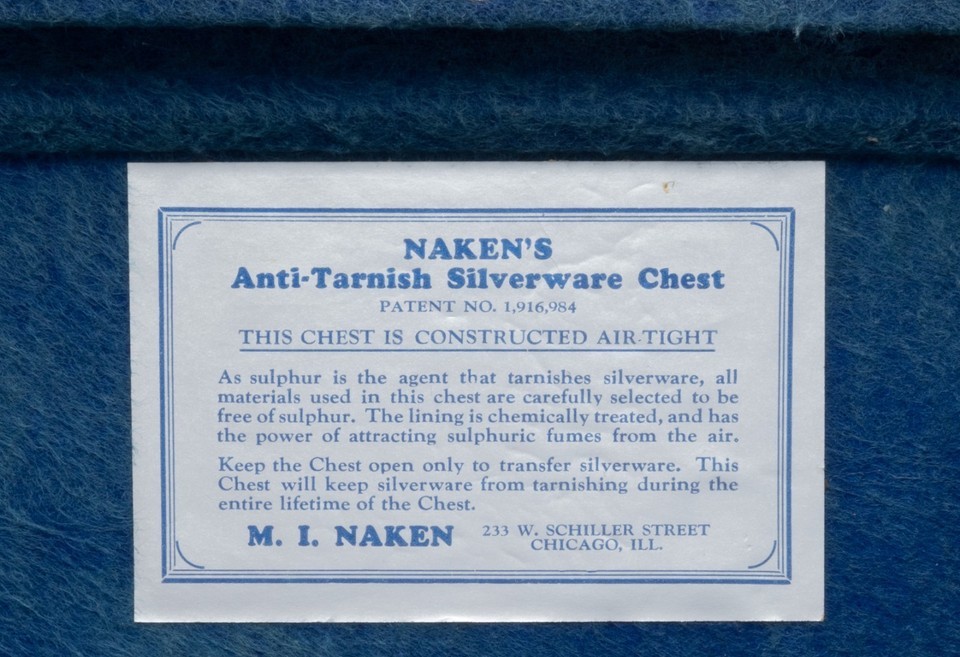 NAKEN'S
Anti-Tarnish Silverware Chest
PATENT NO. 1,916,984
THIS CHEST IS CONSTRUCTED AIR-TIGHT
As sulphur is the agent that tarnishes silverware, all
materials used in this chest are carefully selected to be
free of sulphur. The lining is chemically treated, and has
the power of attracting sulphuric fumes from the air.
Keep the Chest open only to transfer silverware. This
Chest will keep silverware from tarnishing during the
entire lifetime of the Chest.
M. I. NAKEN 233 W. SCHILLER STREET
CHICAGO, ILL.